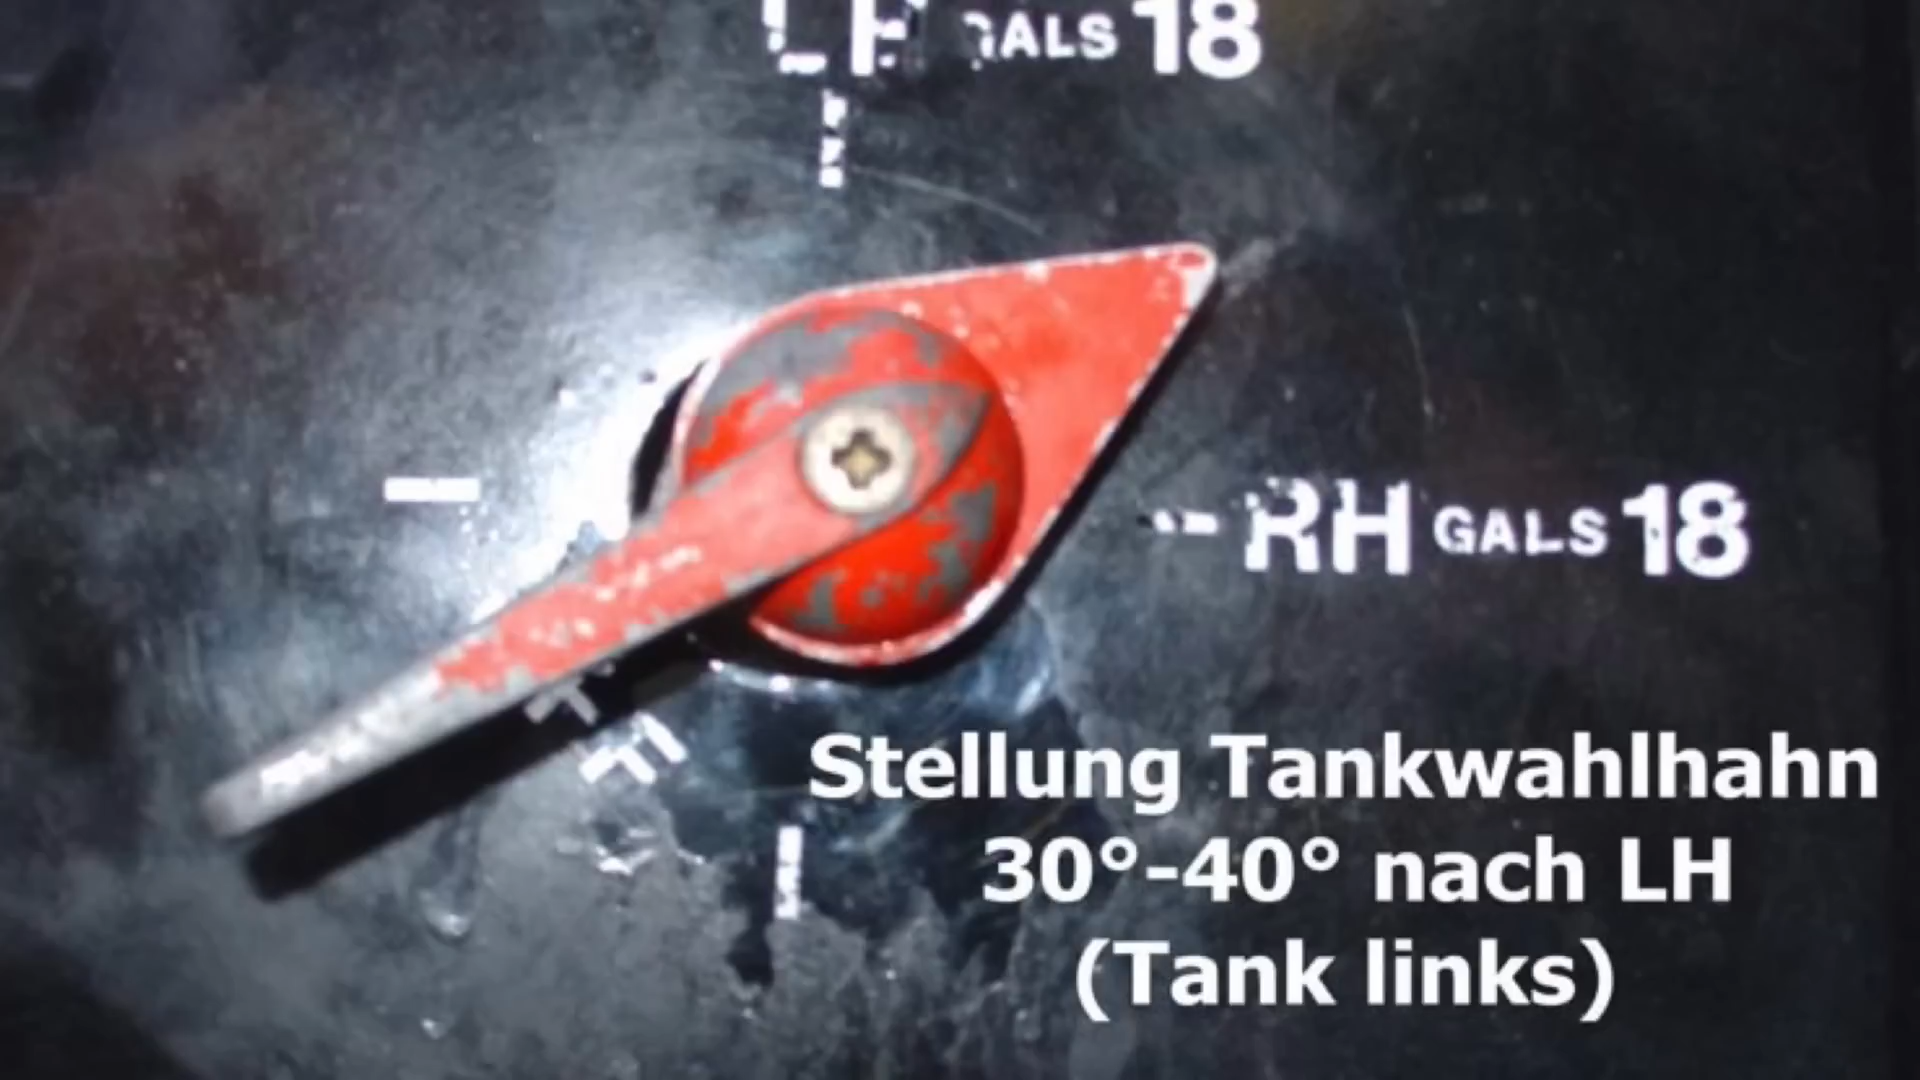 GALS 18
RH GALS 18
Stellung Tankwahlhahn
30°-40° nach LH
(Tank links)